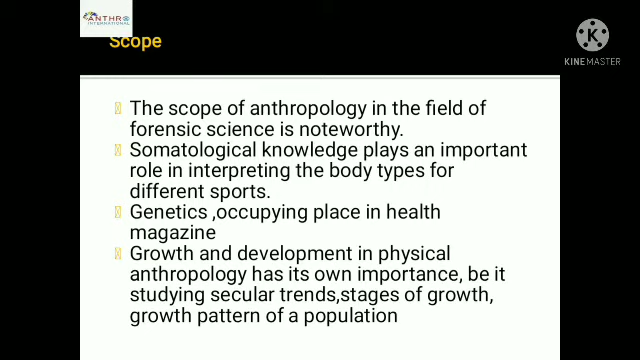 ANTHRO
INTERNATIONAL
Scope
K
KINEMASTER
The scope of anthropology in the field of
forensic science is noteworthy.
Somatological knowledge plays an important
role in interpreting the body types for
different sports.
Genetics ,occupying place in health
magazine
Growth and development in physical
anthropology has its own importance, be it
studying secular trends,stages of growth,
growth pattern of a population